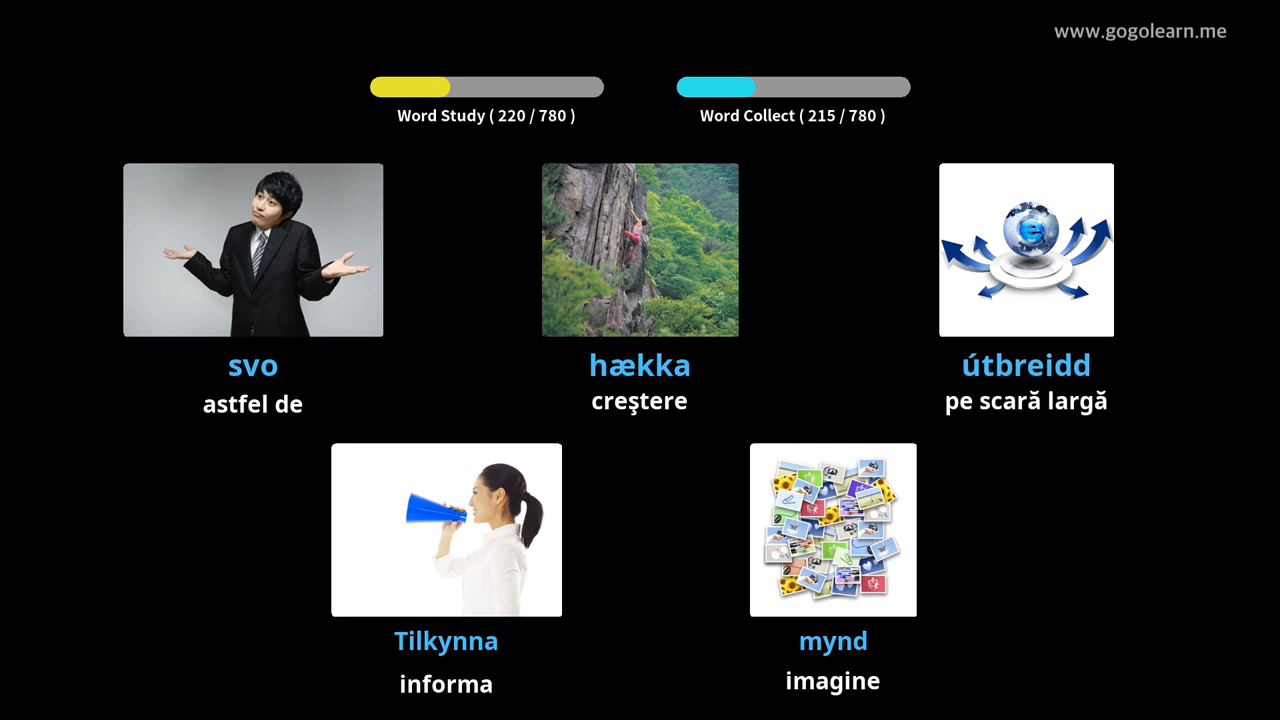 www.gogolearn.me
Word Study ( 220 / 780 )
Word Collect ( 215 / 780 )
svo
astfel de
hækka
creştere
útbreidd
pe scară largă
Tilkynna
informa
mynd
imagine